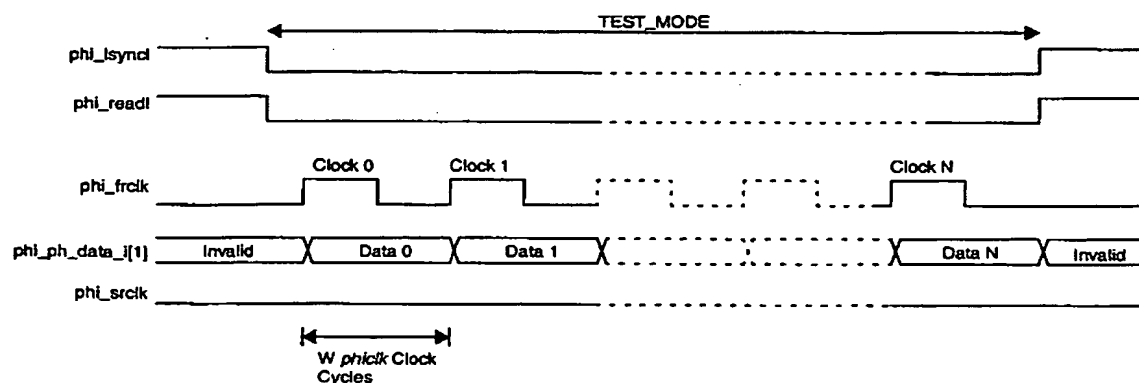 TEST_MODE
phi_lsyncl
phi_readl
Clock 0 Clock 1 Clock N
phi_frclk
phi_ph_data_i[1] Invalid Data 0 Data 1 Data N Invalid
phi_srclk
W phiclk Clock
Cycles